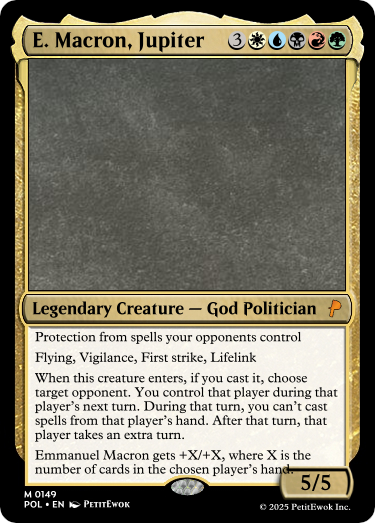 E. Macron, Jupiter 3
Legendary Creature — God Politician
Protection from spells your opponents control
Flying, Vigilance, First strike, Lifelink
When this creature enters, if you cast it, choose
target opponent. You control that player during that
player's next turn. During that turn, you can't cast
spells from that player's hand. After that turn, that
player takes an extra turn.
Emmanuel Macron gets +X/+X, where X is the
number of cards in the chosen player's hand.
5/5
M 0149
POL • EN PetitEwok
© 2025 PetitEwok Inc.